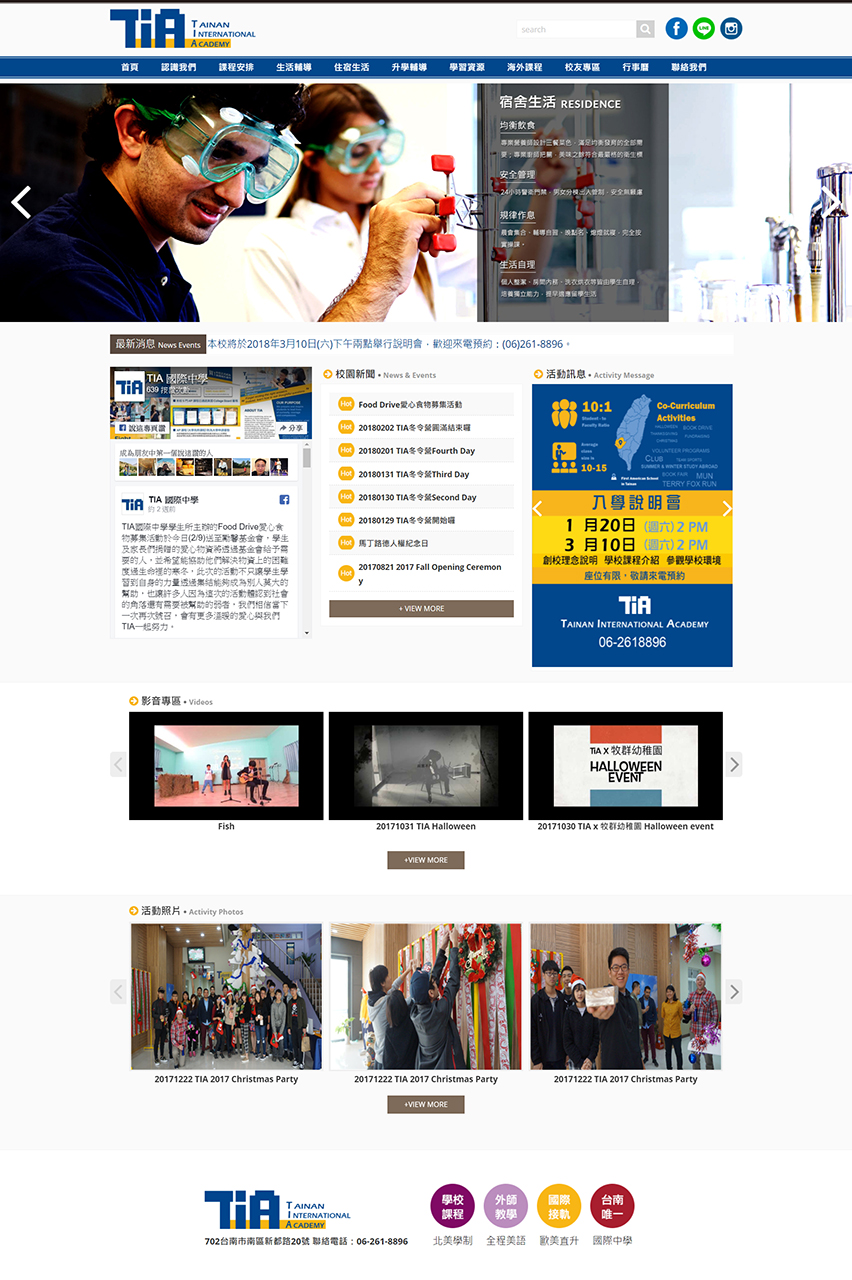 TiA TAINAN
INTERNATIONAL
ACADEMY
search
首頁 認識我們 課程安排 生活輔導 住宿生活 升學輔導 學習資源 海外課程 校友專區 行事曆 聯絡我們
宿舍生活 RESIDENCE
均衡飲食
專業營養師設計三餐菜色，滿足均衡發育的全部需
要；專業廚師把關，美味之餘符合最嚴格的衛生標
安全管理
24小時警衛門禁，男女分棟出入管制，安全無顧慮
規律作息
晨會集合、輔導自習、晚點名、熄燈就寢，完全按
實操課。
生活自理
個人整潔、房間內務、洗衣烘衣等皆由學生自理，
培養獨立能力，提早適應留學生活
最新消息 News Events 本校將於2018年3月10日(六)下午兩點舉行說明會，歡迎來電預約：(06)261-8896。
TiA
TIA 國際中學
639 按讚次數
說這專頁讚
分享
成為朋友中第一個說這讚的人
TiA
TIA 國際中學
約 2 週前
TIA國際中學學生所主辦的Food Drive愛心食
物募集活動於今日(2/9)送至勵馨基金會，學生
及家長們捐贈的愛心物資將透過基金會給予需
要的人，並希望能協助他們解決物資上的困難
度過生命裡的寒冬，此次的活動不只讓學生學
習到自身的力量透過集結能夠成為別人莫大的
幫助，也讓許多人因為這次的活動體認到社會
的角落還有需要被幫助的弱者，我們相信當下
一次再次號召，會有更多溫暖的愛心與我們
TIA一起努力。
校園新聞 • News & Events
Hot Food Drive愛心食物募集活動
Hot 20180202 TIA冬令營圓滿結束囉
Hot 20180201 TIA冬令營Fourth Day
Hot 20180131 TIA冬令營Third Day
Hot 20180130 TIA冬令營Second Day
Hot 20180129 TIA冬令營開始囉
Hot 馬丁路德人權紀念日
Hot 20170821 2017 Fall Opening Ceremon
y
+ VIEW MORE
活動訊息 • Activity Message
10:1
Student - to
Faculty Ratio
Average
class
size is
10-15
Co-Curriculum
Activities
HALLOWEEN
BOOK DRIVE
THANKSGIVING
FUNDRAISING
CHRISTMAS
VOLUNTEER PROGRAMS
CLUB TEAM SPORTS
SUMMER & WINTER STUDY ABROAD
BOOK FAIR MUN
TERRY FOX RUN
First American School
in Tainan
入學說明會
1 月20日 (週六) 2 PM
3 月10日 (週六) 2 PM
創校理念說明 學校課程介紹 參觀學校環境
座位有限，敬請來電預約
TiA
TAINAN INTERNATIONAL ACADEMY
06-2618896
影音專區 • Videos
TIA X 牧群幼稚園
HALLOWEEN
EVENT
Fish
20171031 TIA Halloween
20171030 TIA x 牧群幼稚園 Halloween event
+VIEW MORE
活動照片 • Activity Photos
20171222 TIA 2017 Christmas Party
20171222 TIA 2017 Christmas Party
20171222 TIA 2017 Christmas Party
+VIEW MORE
TiA TAINAN
INTERNATIONAL
ACADEMY
702台南市南區新都路20號 聯絡電話：06-261-8896
學校
課程
北美學制
外師
教學
全程美語
國際
接軌
歐美直升
台南
唯一
國際中學